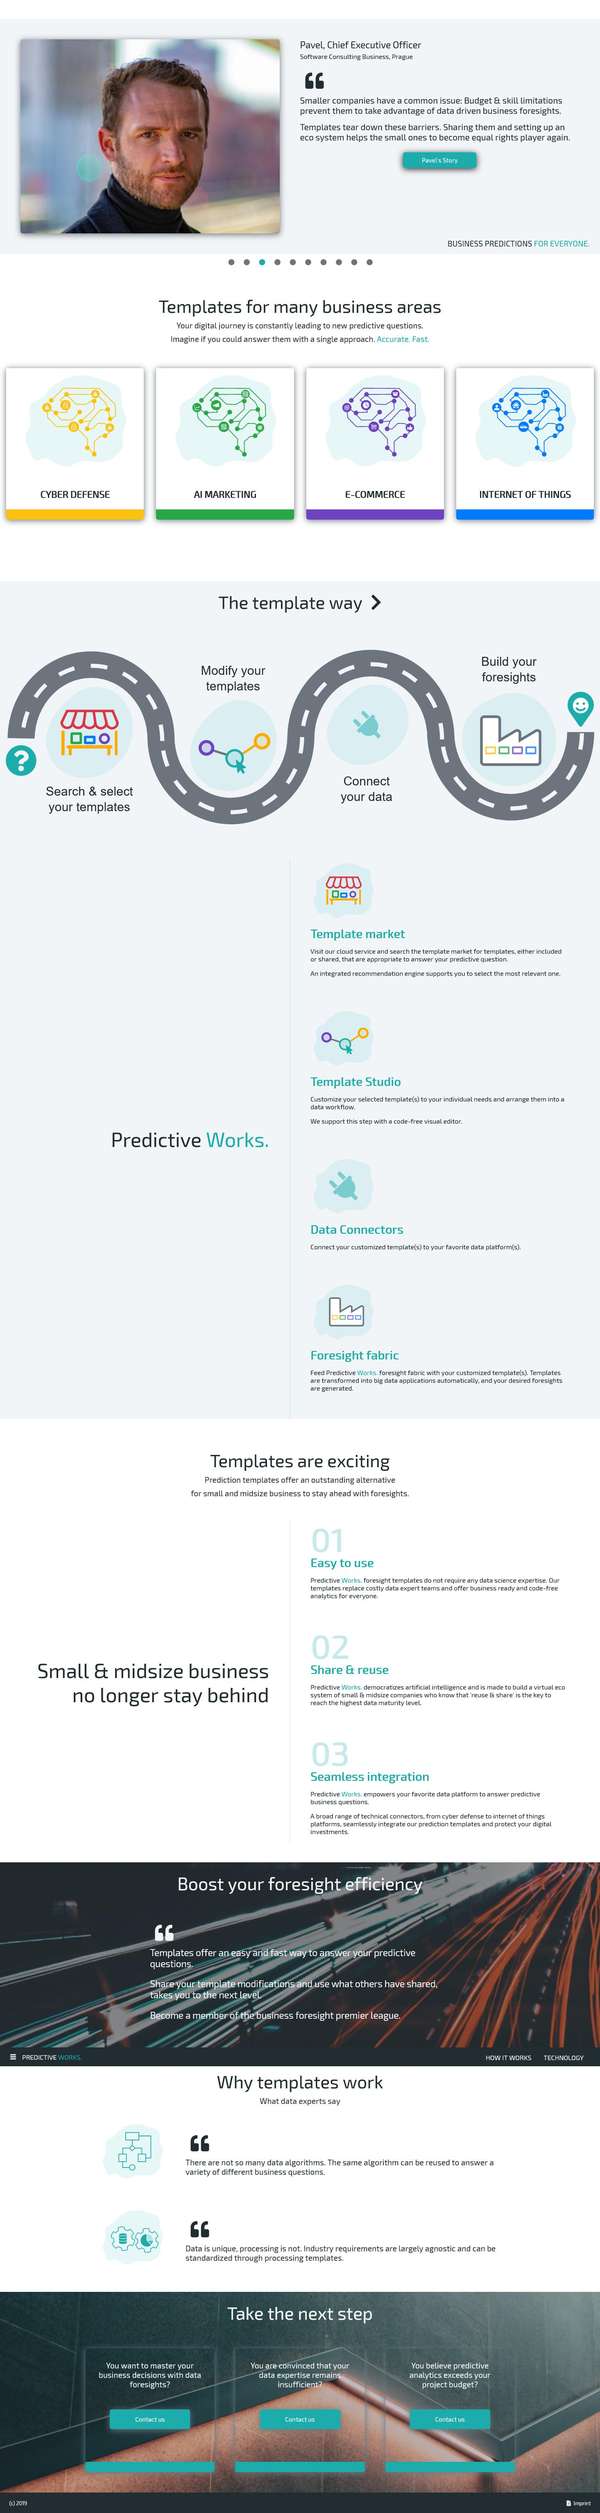 Pavel, Chief Executive Officer
Software Consulting Business, Prague
Smaller companies have a common issue: Budget & skill limitations
prevent them to take advantage of data driven business foresights.
Templates tear down these barriers. Sharing them and setting up an
eco system helps the small ones to become equal rights player again.
Pavel's Story
BUSINESS PREDICTIONS FOR EVERYONE.
Templates for many business areas
Your digital journey is constantly leading to new predictive questions.
Imagine if you could answer them with a single approach. Accurate. Fast.
CYBER DEFENSE
AI MARKETING
E-COMMERCE
INTERNET OF THINGS
The template way
Search & select
your templates
Modify your
templates
Connect
your data
Build your
foresights
Template market
Visit our cloud service and search the template market for templates, either included
or shared, that are appropriate to answer your predictive question.
An integrated recommendation engine supports you to select the most relevant one.
Template Studio
Customize your selected template(s) to your individual needs and arrange them into a
data workflow.
We support this step with a code-free visual editor.
Predictive Works.
Data Connectors
Connect your customized template(s) to your favorite data platform(s).
Foresight fabric
Feed Predictive Works. foresight fabric with your customized template(s). Templates
are transformed into big data applications automatically, and your desired foresights
are generated.
Templates are exciting
Prediction templates offer an outstanding alternative
for small and midsize business to stay ahead with foresights.
01
Easy to use
Predictive Works. foresight templates do not require any data science expertise. Our
templates replace costly data expert teams and offer business ready and code-free
analytics for everyone.
Small & midsize business
no longer stay behind
02
Share & reuse
Predictive Works. democratizes artificial intelligence and is made to build a virtual eco
system of small & midsize companies who know that 'reuse & share' is the key to
reach the highest data maturity level.
03
Seamless integration
Predictive Works. empowers your favorite data platform to answer predictive
business questions.
A broad range of technical connectors, from cyber defense to internet of things
platforms, seamlessly integrate our prediction templates and protect your digital
investments.
Boost your foresight efficiency
Templates offer an easy and fast way to answer your predictive
questions.
Share your template modifications and use what others have shared,
takes you to the next level.
Become a member of the business foresight premier league.
PREDICTIVE WORKS.
HOW IT WORKS
TECHNOLOGY
Why templates work
What data experts say
There are not so many data algorithms. The same algorithm can be reused to answer a
variety of different business questions.
Data is unique, processing is not. Industry requirements are largely agnostic and can be
standardized through processing templates.
Take the next step
You want to master your
business decisions with data
foresights?
Contact us
You are convinced that your
data expertise remains
insufficient?
Contact us
You believe predictive
analytics exceeds your
project budget?
Contact us
(c) 2019
Imprint